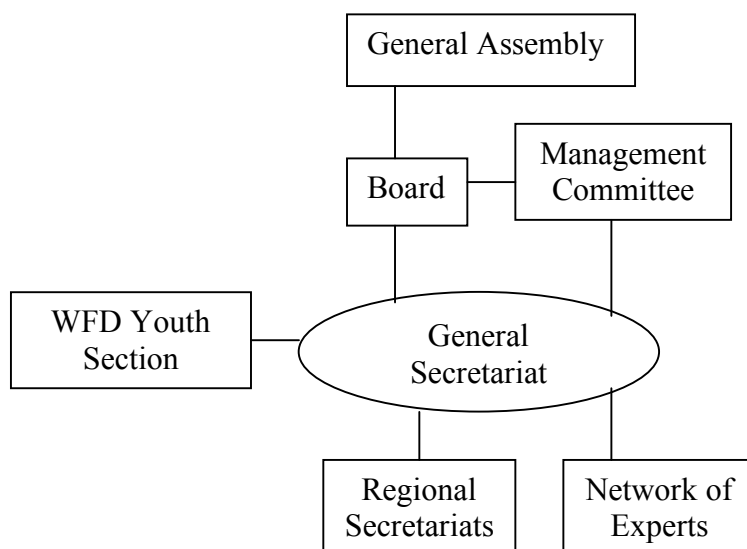 General Assembly
Management
Committee
Board
WFD Youth
Section
General
Secretariat
Regional
Secretariats
Network of
Experts